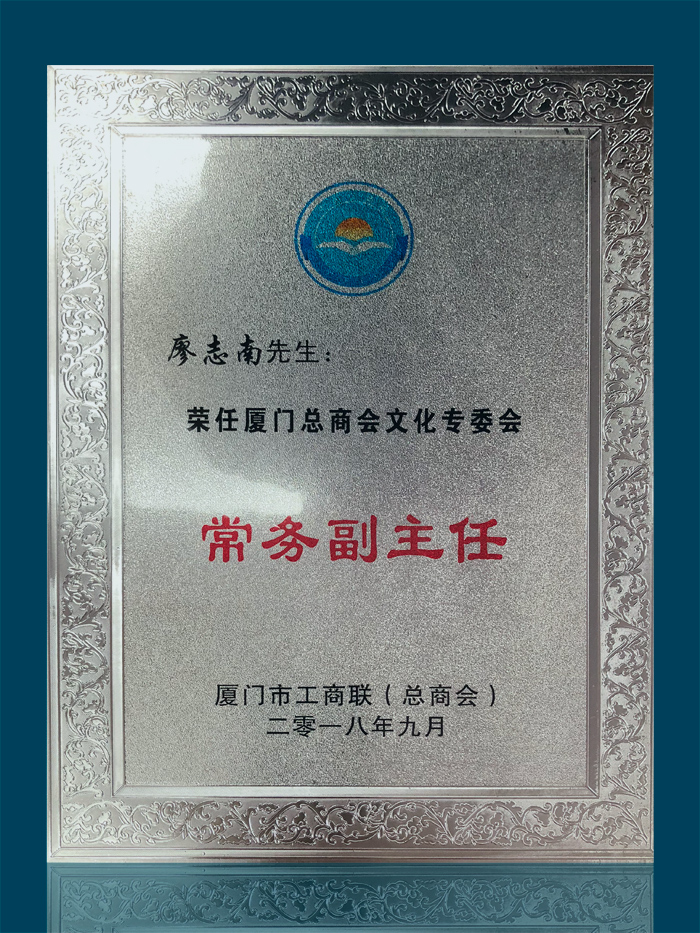 廖志南先生：
荣任厦门总商会文化专委会
常务副主任
厦门市工商联（总商会）
二零一八年九月